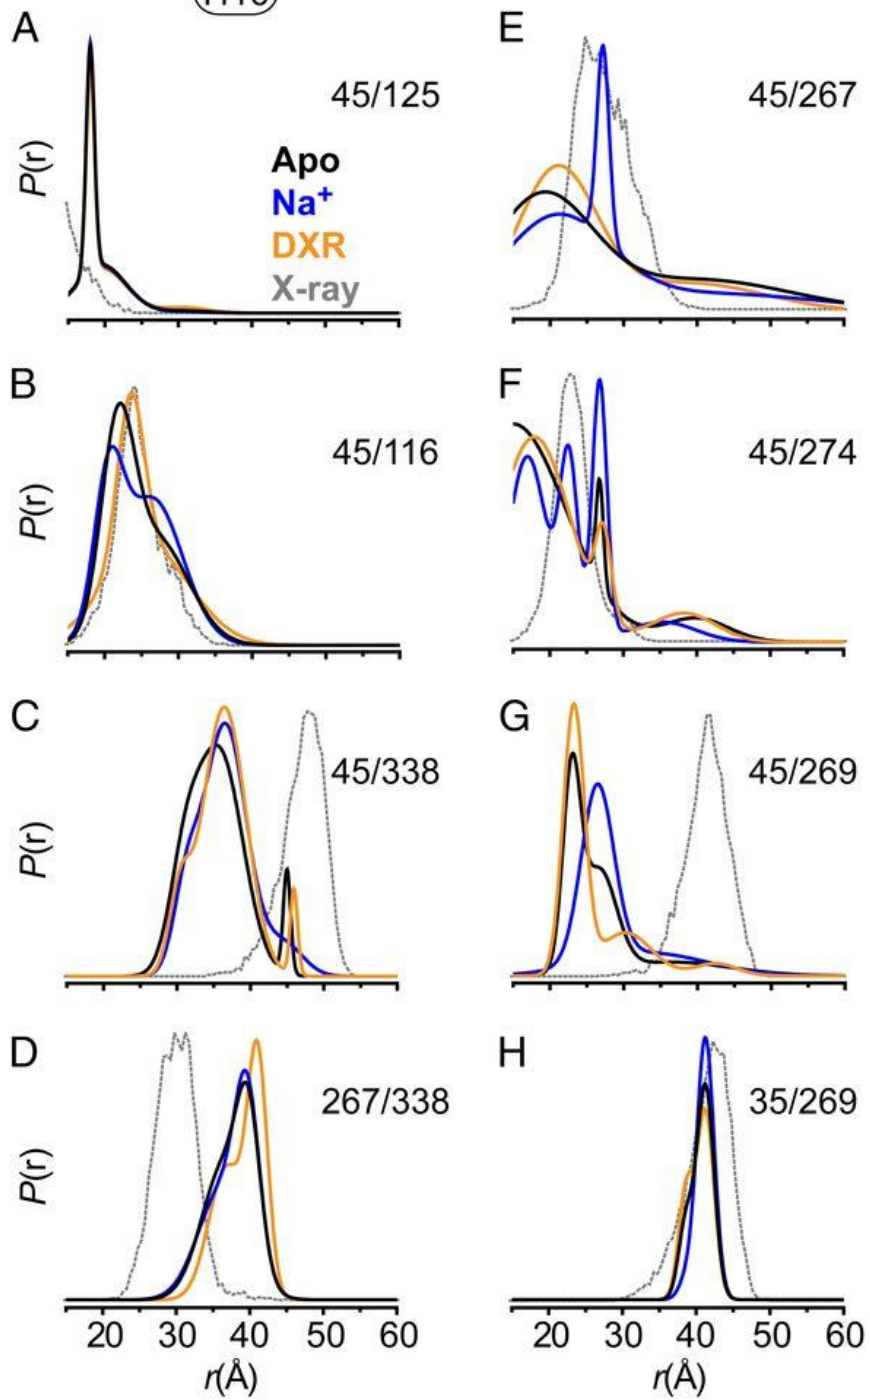 A
45/125
P(r)
Apo
Na⁺
DXR
X-ray
B
45/116
P(r)
C
45/338
P(r)
D
267/338
P(r)
20 30 40 50 60
r(Å)
E
45/267
F
45/274
G
45/269
H
35/269
20 30 40 50 60
r(Å)